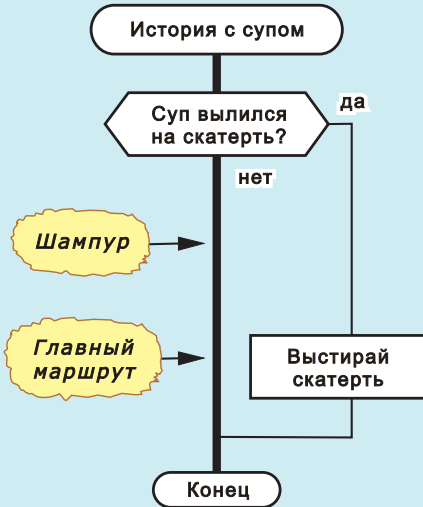 История с супом
Суп вылился
на скатерть?
да
нет
Шампур
Главный
маршрут
Выстирай
скатерть
Конец